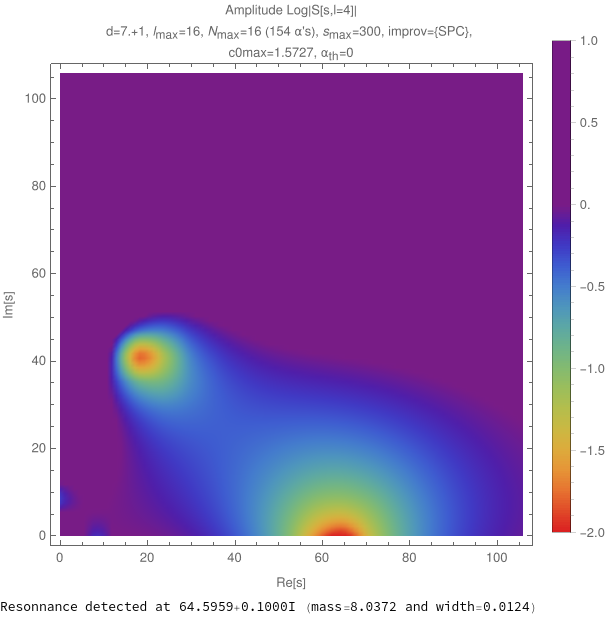 Amplitude Log|S[s,l=4]|
d=7.+1, lmax=16, Nmax=16 (154 α's), smax=300, improv={SPC},
c0max=1.5727, αth=0
1.0
0.5
0.
-0.5
-1.0
-1.5
-2.0
Im[s]
100
80
60
40
20
0
0 20 40 60 80 100
Re[s]
Resonnance detected at 64.5959+0.1000I (mass=8.0372 and width=0.0124)